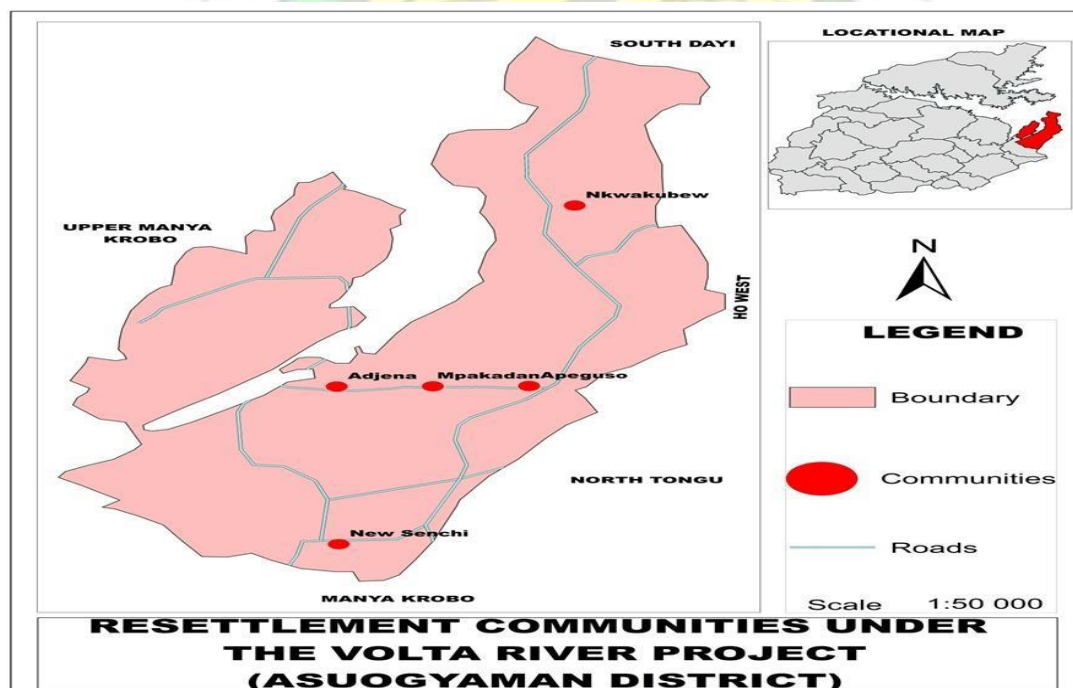 SOUTH DAYI
LOCATIONAL MAP
Nkwakubew
UPPER MANYA
KROBO
N
HO WEST
LEGEND
Adjena
Mpakadan
Apeguso
Boundary
NORTH TONGU
Communities
New Senchi
Roads
MANYA KROBO
Scale 1:50 000
RESETTLEMENT COMMUNITIES UNDER
THE VOLTA RIVER PROJECT
(ASUOGYAMAN DISTRICT)